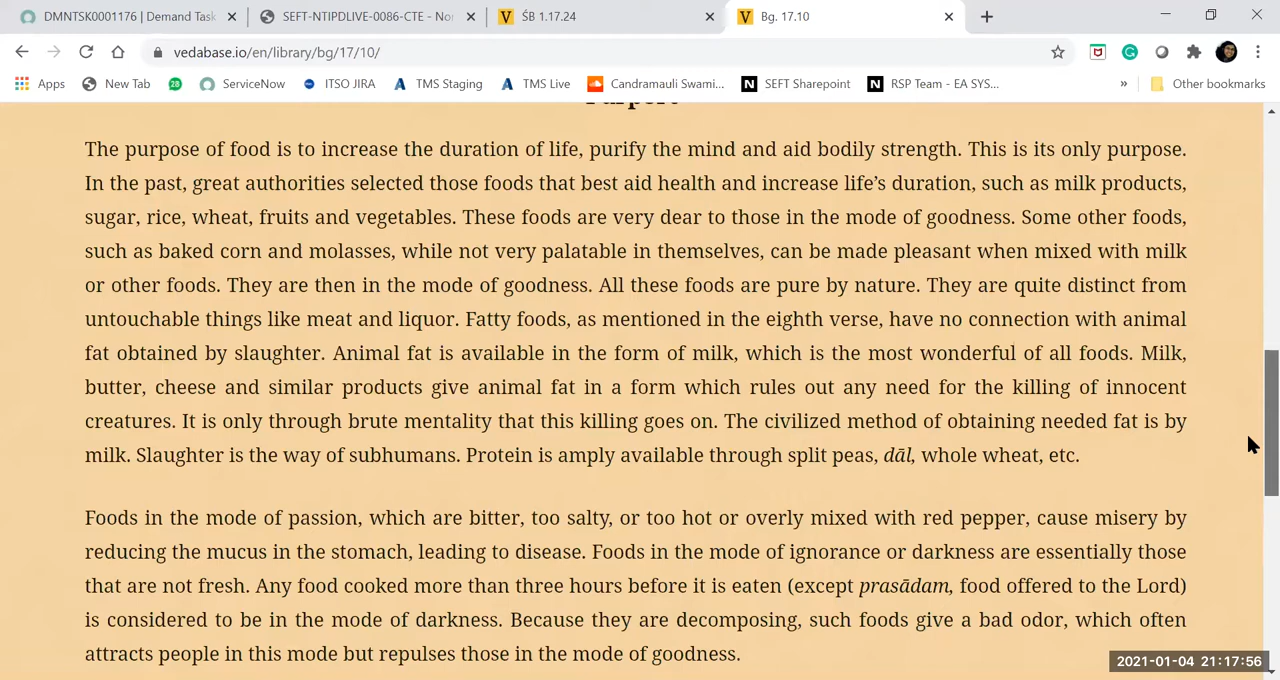 DMNTSK0001176 | Demand Task
SEFT-NTIPDLIVE-0086-CTE - Nor
ŚB 1.17.24
Bg. 17.10
vedabase.io/en/library/bg/17/10/
Apps
New Tab
28
ServiceNow
ITSO JIRA
TMS Staging
TMS Live
Candramauli Swami...
SEFT Sharepoint
RSP Team - EA SYS...
Other bookmarks
Purport
The purpose of food is to increase the duration of life, purify the mind and aid bodily strength. This is its only purpose.
In the past, great authorities selected those foods that best aid health and increase life’s duration, such as milk products,
sugar, rice, wheat, fruits and vegetables. These foods are very dear to those in the mode of goodness. Some other foods,
such as baked corn and molasses, while not very palatable in themselves, can be made pleasant when mixed with milk
or other foods. They are then in the mode of goodness. All these foods are pure by nature. They are quite distinct from
untouchable things like meat and liquor. Fatty foods, as mentioned in the eighth verse, have no connection with animal
fat obtained by slaughter. Animal fat is available in the form of milk, which is the most wonderful of all foods. Milk,
butter, cheese and similar products give animal fat in a form which rules out any need for the killing of innocent
creatures. It is only through brute mentality that this killing goes on. The civilized method of obtaining needed fat is by
milk. Slaughter is the way of subhumans. Protein is amply available through split peas, dāl, whole wheat, etc.
Foods in the mode of passion, which are bitter, too salty, or too hot or overly mixed with red pepper, cause misery by
reducing the mucus in the stomach, leading to disease. Foods in the mode of ignorance or darkness are essentially those
that are not fresh. Any food cooked more than three hours before it is eaten (except prasādam, food offered to the Lord)
is considered to be in the mode of darkness. Because they are decomposing, such foods give a bad odor, which often
attracts people in this mode but repulses those in the mode of goodness.
2021-01-04 21:17:56